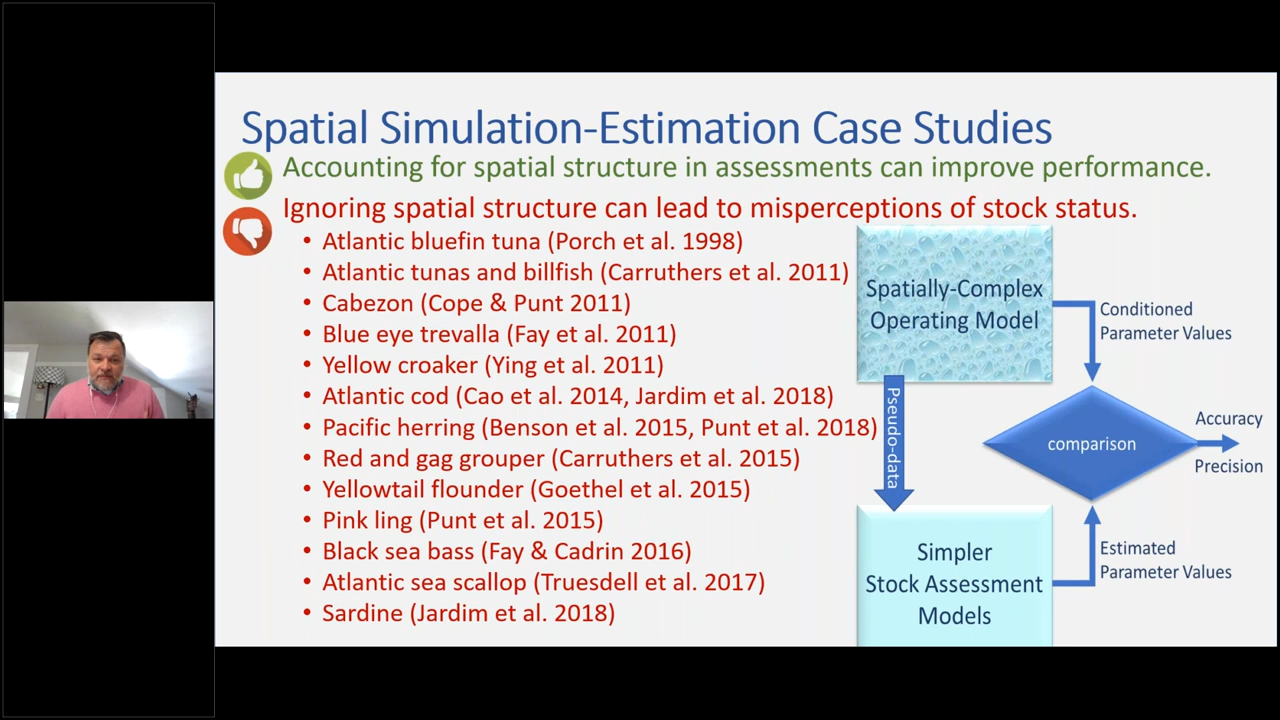 Spatial Simulation-Estimation Case Studies
Accounting for spatial structure in assessments can improve performance.
Ignoring spatial structure can lead to misperceptions of stock status.
• Atlantic bluefin tuna (Porch et al. 1998)
• Atlantic tunas and billfish (Carruthers et al. 2011)
• Cabezon (Cope & Punt 2011)
• Blue eye trevalla (Fay et al. 2011)
• Yellow croaker (Ying et al. 2011)
• Atlantic cod (Cao et al. 2014, Jardim et al. 2018)
• Pacific herring (Benson et al. 2015, Punt et al. 2018)
• Red and gag grouper (Carruthers et al. 2015)
• Yellowtail flounder (Goethel et al. 2015)
• Pink ling (Punt et al. 2015)
• Black sea bass (Fay & Cadrin 2016)
• Atlantic sea scallop (Truesdell et al. 2017)
• Sardine (Jardim et al. 2018)
Spatially-Complex
Operating Model
Conditioned
Parameter Values
Pseudo-data
comparison
Accuracy
Precision
Simpler
Stock Assessment
Models
Estimated
Parameter Values